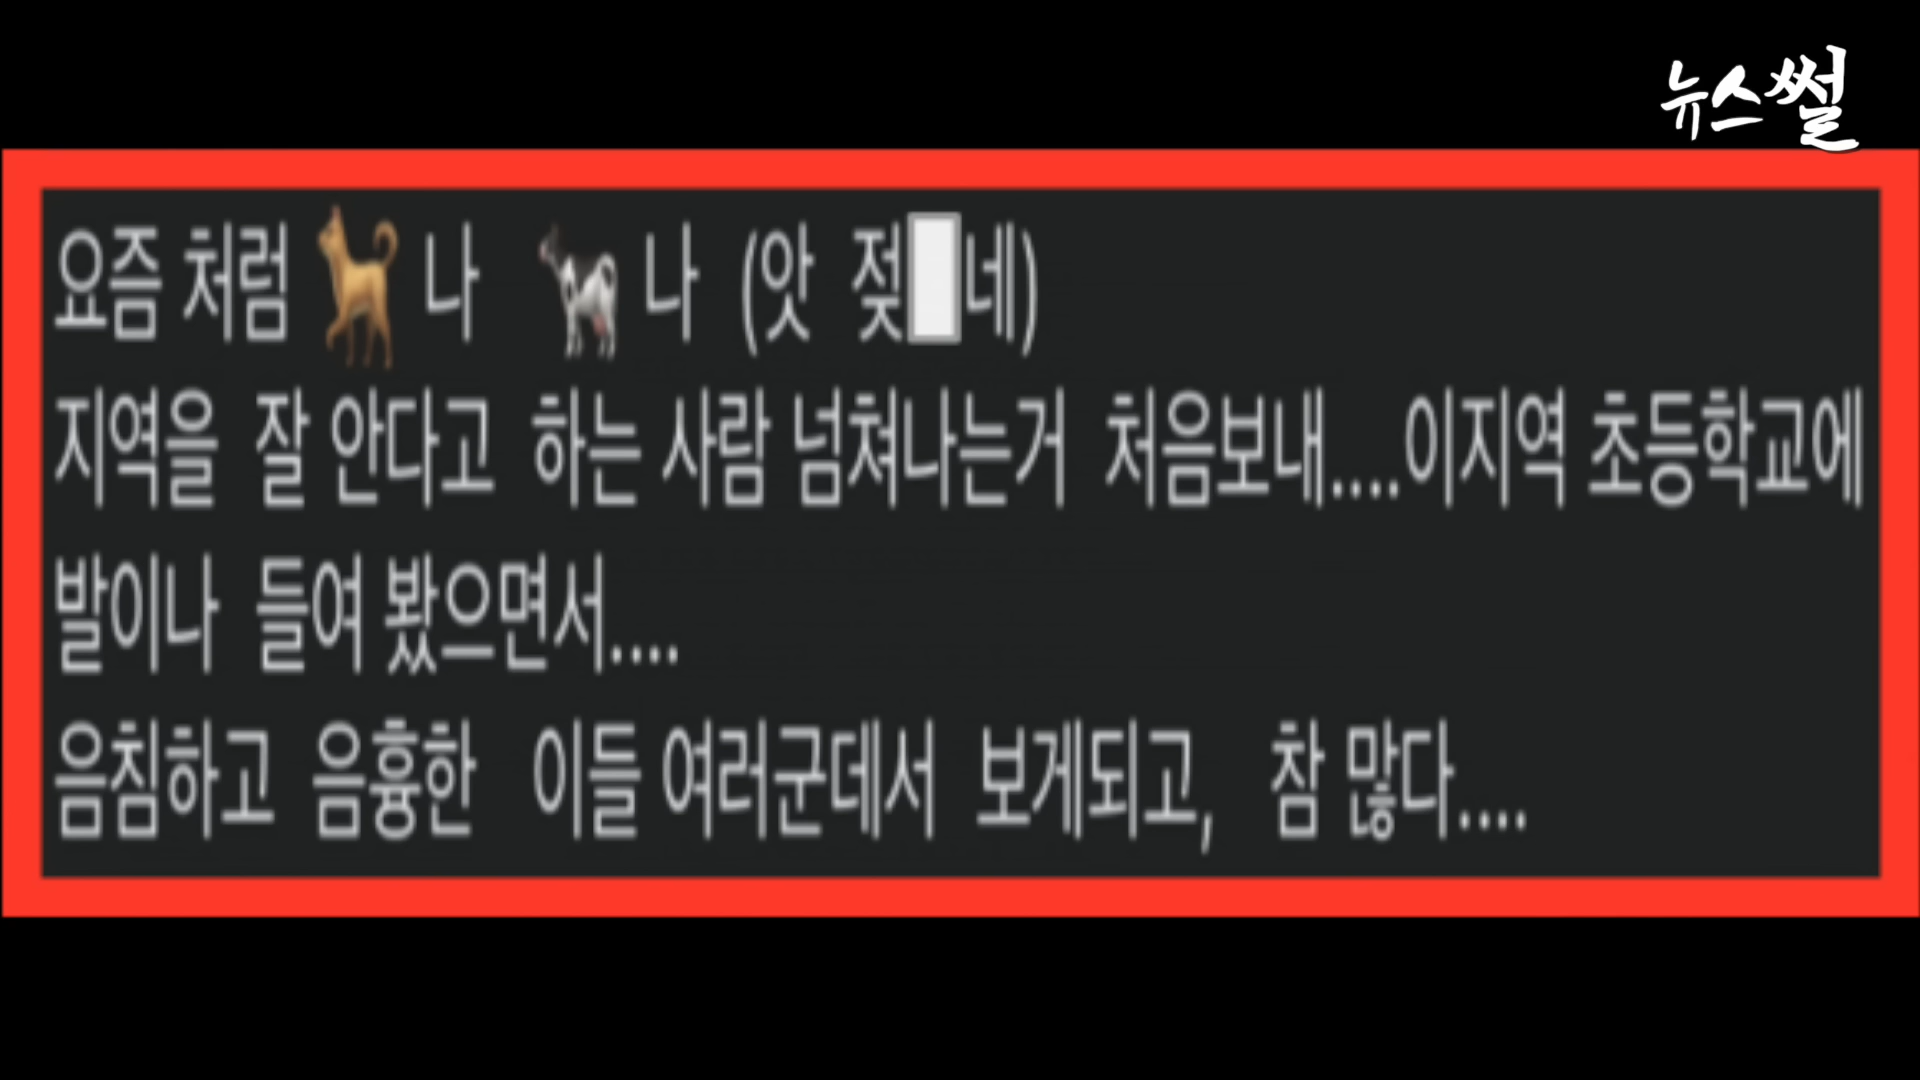 뉴스썰
요즘 처럼 🐕나 🐄나 (앗 젖네)
지역을 잘 안다고 하는 사람 넘쳐나는거 처음보내....이지역 초등학교에
발이나 들여 봤으면서....
음침하고 음흉한 이들 여러군데서 보게되고, 참 많다....